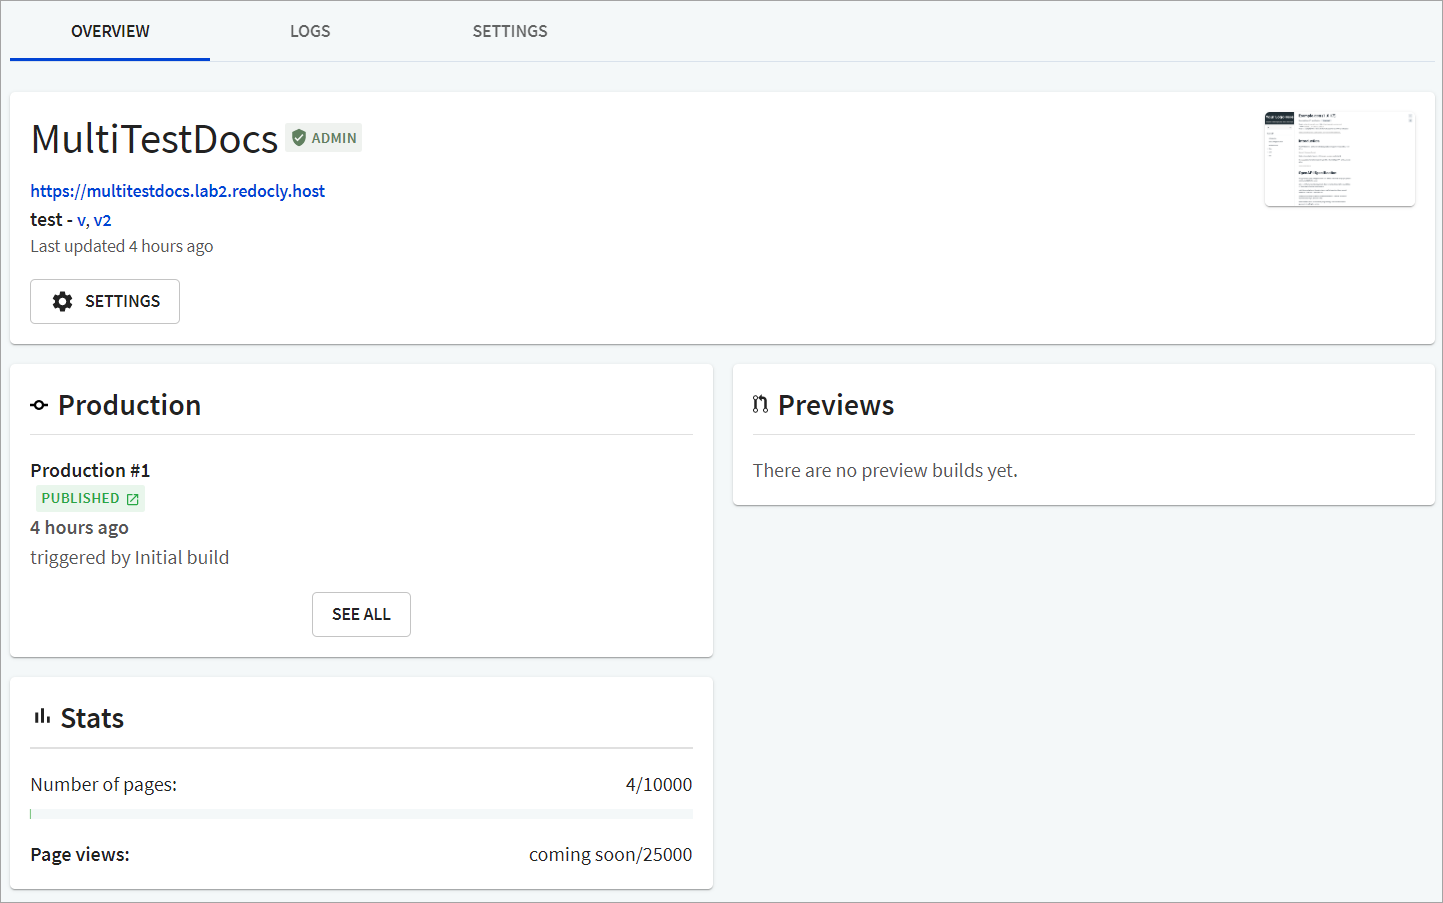 OVERVIEW LOGS SETTINGS
MultiTestDocs ADMIN
https://multitestdocs.lab2.redocly.host
test - v, v2
Last updated 4 hours ago
SETTINGS
Production
Production #1
PUBLISHED
4 hours ago
triggered by Initial build
SEE ALL
Previews
There are no preview builds yet.
Stats
Number of pages: 4/10000
Page views: coming soon/25000